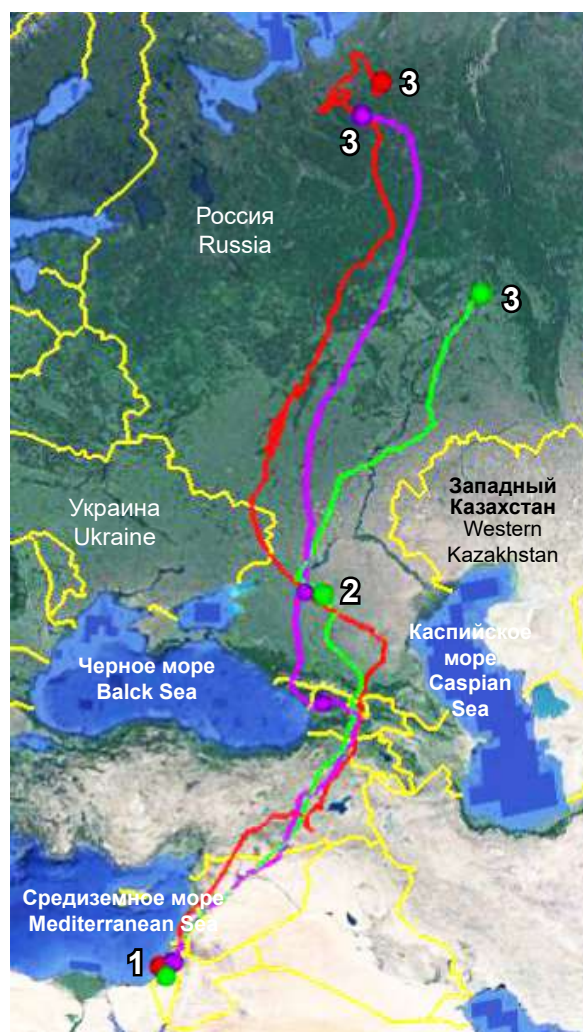 3
3
Россия
Russia
3
Западный
Казахстан
Western
Kazakhstan
Украина
Ukraine
2
Каспийское
море
Caspian
Sea
Черное море
Balck Sea
Средиземное море
Mediterranean Sea
1